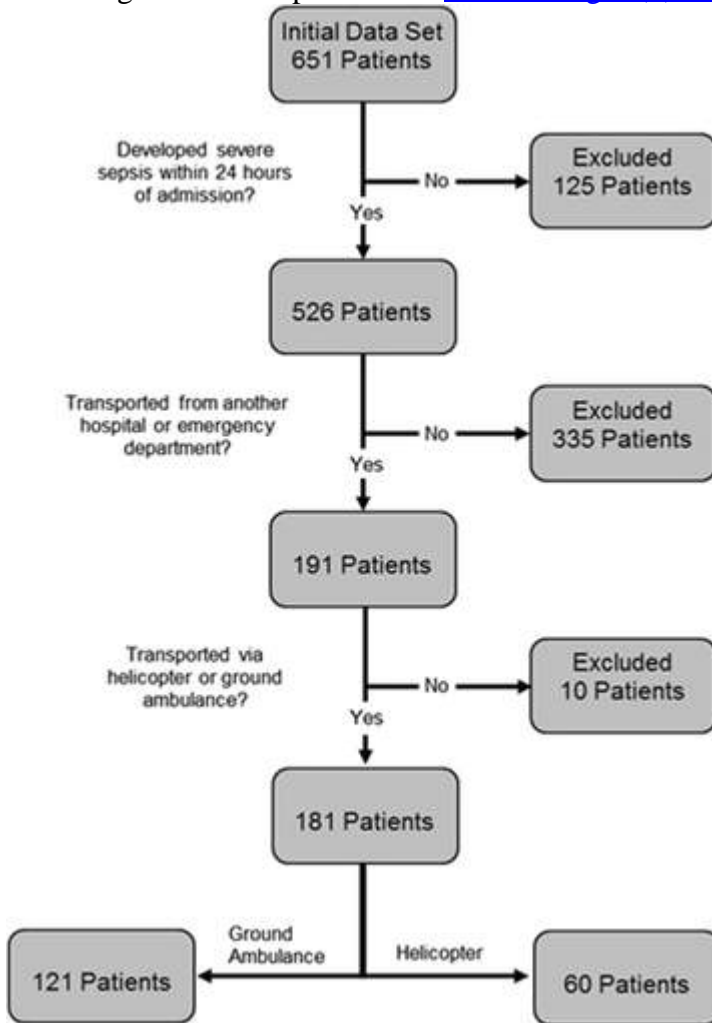 Initial Data Set
651 Patients
Developed severe
sepsis within 24 hours
of admission?
No
Excluded
125 Patients
Yes
526 Patients
Transported from another
hospital or emergency
department?
No
Excluded
335 Patients
Yes
191 Patients
Transported via
helicopter or ground
ambulance?
No
Excluded
10 Patients
Yes
181 Patients
Ground
Ambulance
Helicopter
121 Patients
60 Patients